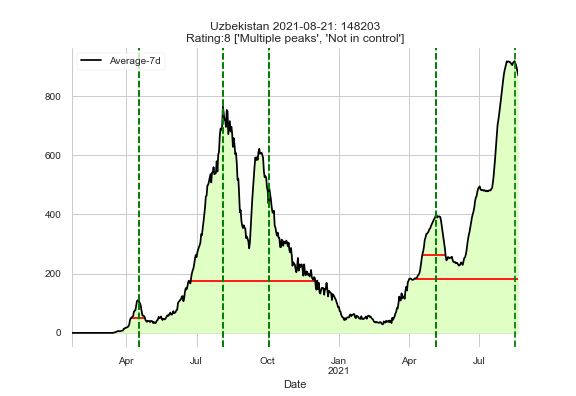 Uzbekistan 2021-08-21: 148203
Rating:8 ['Multiple peaks', 'Not in control']
Average-7d
800
600
400
200
0
Apr Jul Oct Jan Apr Jul
2021
Date